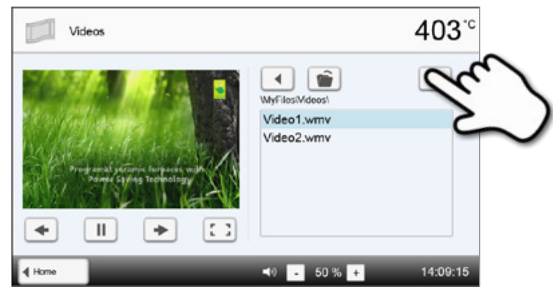 Videos
403°C
\MyFiles\Videos\
Video1.wmv
Video2.wmv
Programat ceramic furnaces with
Power Saving Technology
Home
- 50 % +
14:09:15